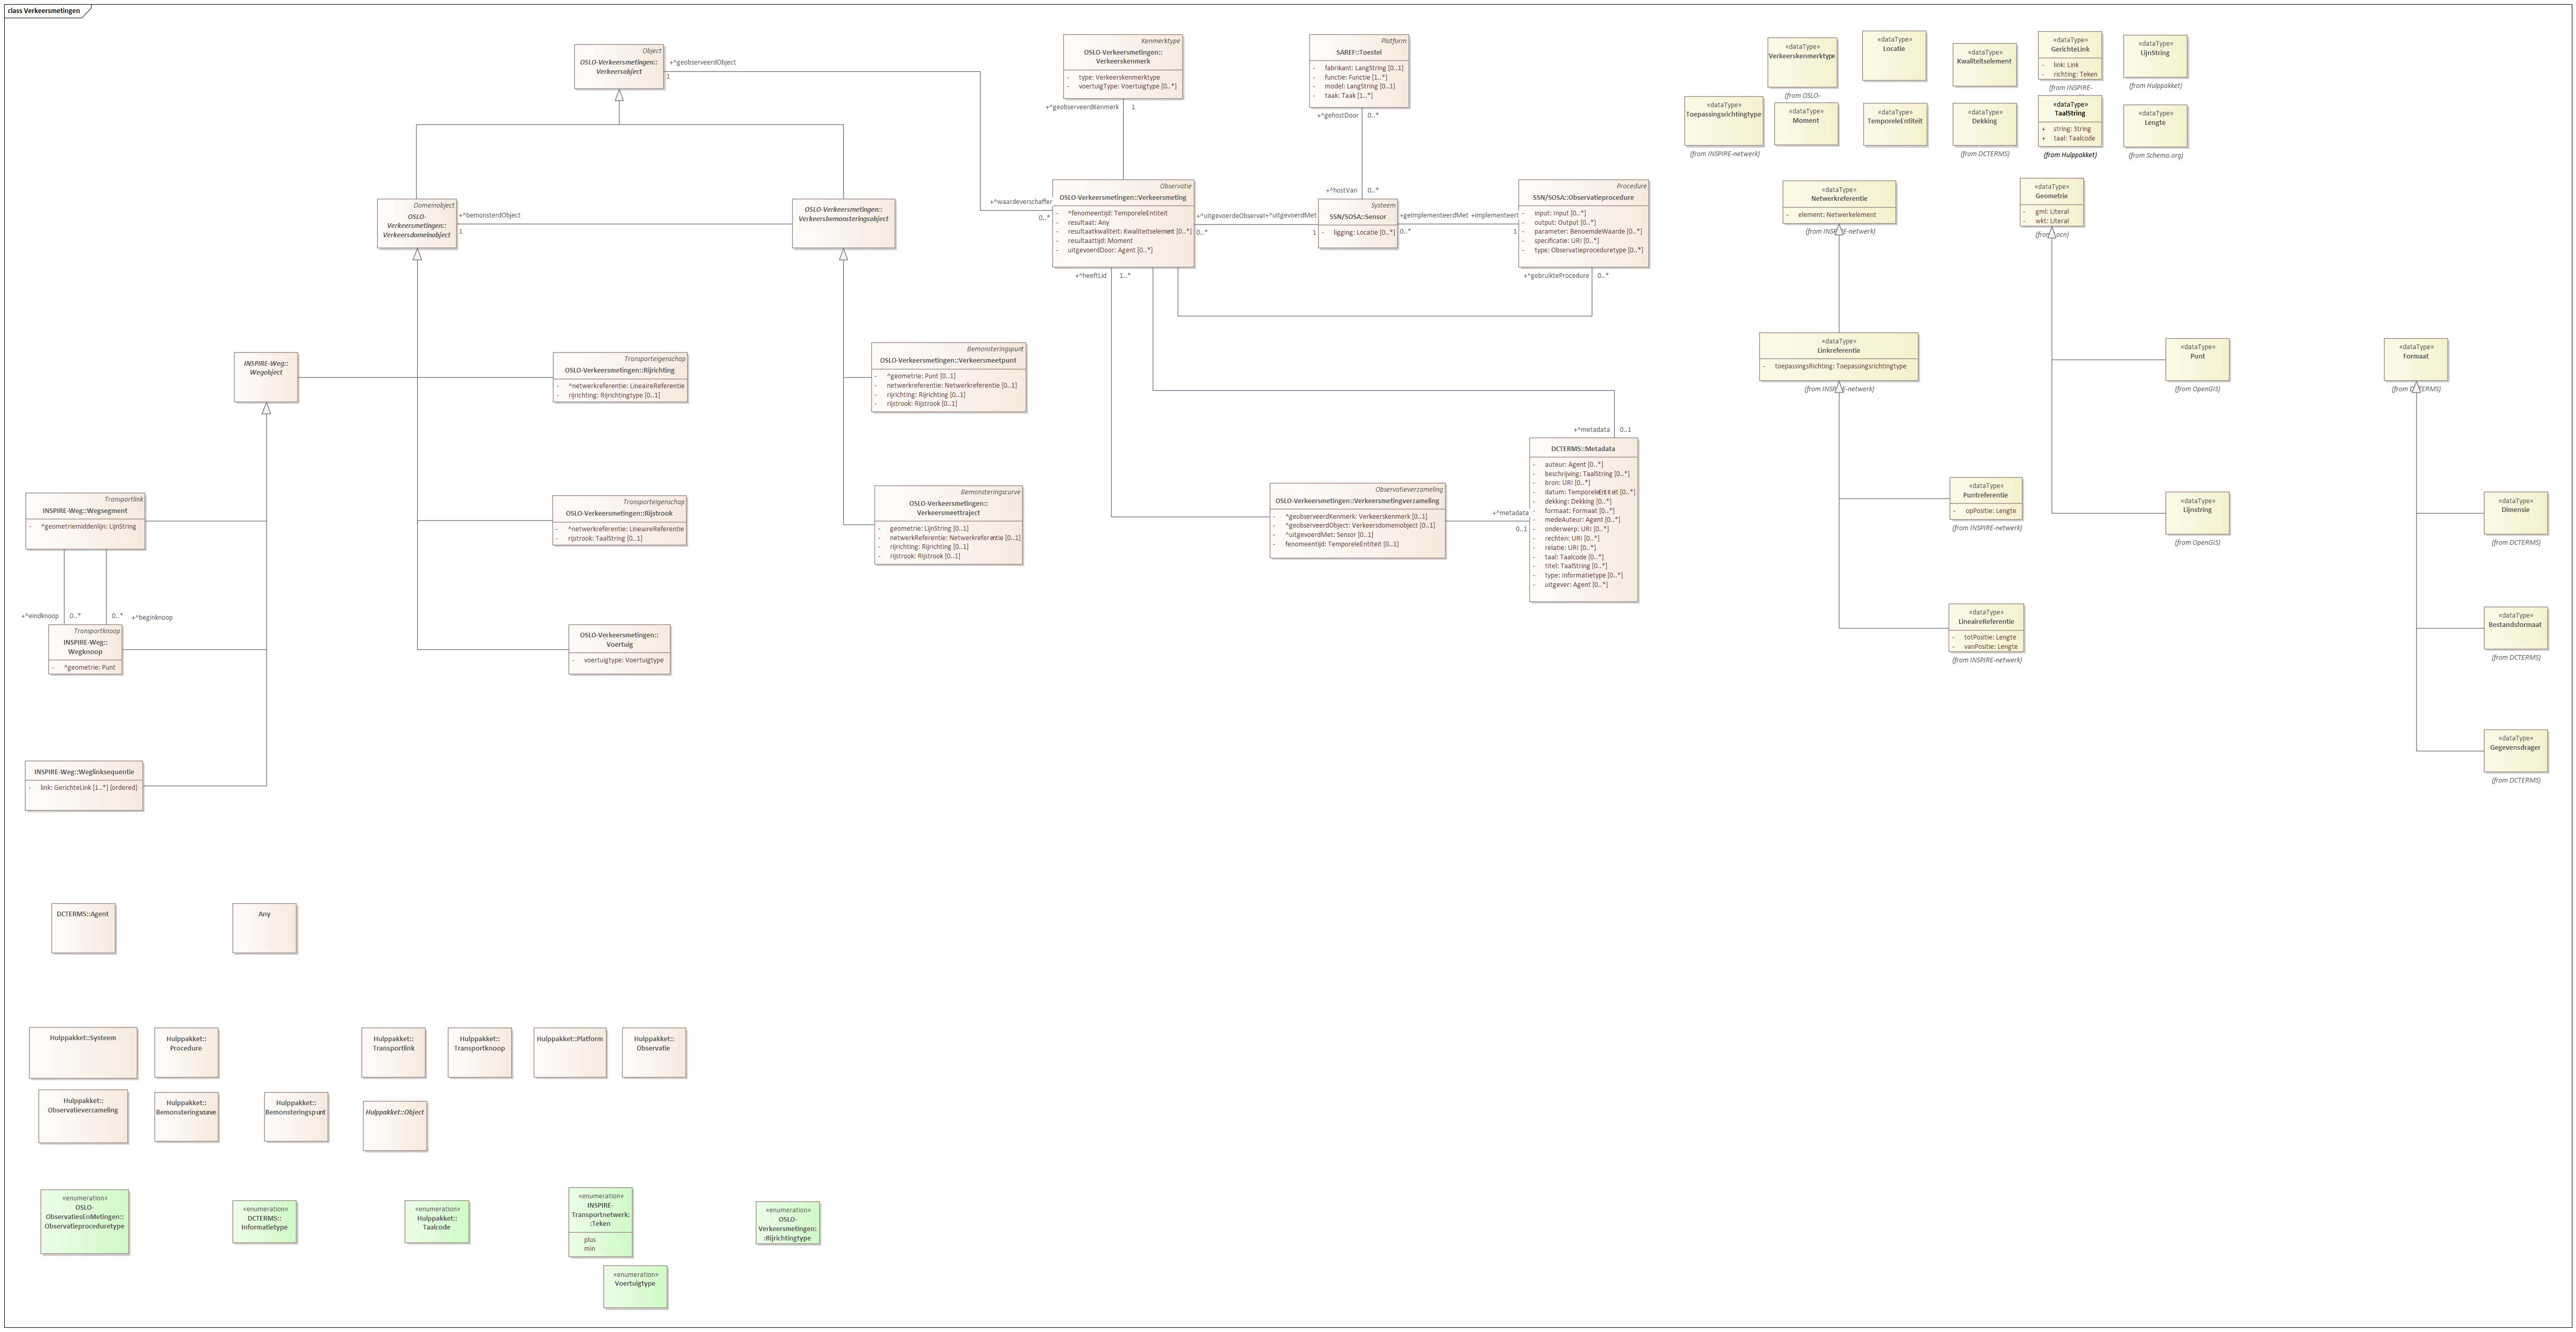 class Verkeersmetingen
Object
OSLO-Verkeersmetingen::
Verkeersobject
+^geobserveerdObject
1
Kenmerktype
OSLO-Verkeersmetingen::
Verkeerskenmerk
- type: Verkeerskenmerktype
- voertuigType: Voertuigtype [0..*]
+^geobserveerdKenmerk 1
Platform
SAREF::Toestel
- fabrikant: LangString [0..1]
- functie: Functie [1..*]
- model: LangString [0..1]
- taak: Taak [1..*]
+^gehostDoor 0..*
«dataType»
Verkeerskenmerktype
(from OSLO-
«dataType»
Locatie
«dataType»
Kwaliteitselement
«dataType»
GerichteLink
- link: Link
- richting: Teken
(from INSPIRE-
«dataType»
LijnString
(from Hulppakket)
«dataType»
Toepassingsrichtingtype
(from INSPIRE-netwerk)
«dataType»
Moment
«dataType»
TemporeleEntiteit
«dataType»
Dekking
(from DCTERMS)
«dataType»
TaalString
+ string: String
+ taal: Taalcode
(from Hulppakket)
«dataType»
Lengte
(from Schema.org)
Domeinobject
OSLO-
Verkeersmetingen::
Verkeersdomeinobject
+^bemonsterdObject
1
OSLO-Verkeersmetingen::
Verkeersbemonsteringsobject
+^waardeverschaffer
0..*
Observatie
OSLO-Verkeersmetingen::Verkeersmeting
- ^fenomeentijd: TemporeleEntiteit
- resultaat: Any
- resultaatkwaliteit: Kwaliteitselement [0..*]
- resultaattijd: Moment
- uitgevoerdDoor: Agent [0..*]
+^uitgevoerdeObservati
+^uitgevoerdMet
0..*
1
+^hostVan 0..*
Systeem
SSN/SOSA::Sensor
- ligging: Locatie [0..*]
+geïmplementeerdMet
+implementeert
0..*
1
Procedure
SSN/SOSA::Observatieprocedure
- input: Input [0..*]
- output: Output [0..*]
- parameter: BenoemdeWaarde [0..*]
- specificatie: URI [0..*]
- type: Observatieproceduretype [0..*]
+^heeftLid 1..*
+^gebruikteProcedure 0..*
«dataType»
Netwerkreferentie
- element: Netwerkelement
(from INSPIRE-netwerk)
«dataType»
Geometrie
- gml: Literal
- wkt: Literal
INSPIRE-Weg::
Wegobject
Transporteigenschap
OSLO-Verkeersmetingen::Rijrichting
- ^netwerkreferentie: LineaireReferentie
- rijrichting: Rijrichtingtype [0..1]
Bemonsteringspunt
OSLO-Verkeersmetingen::Verkeersmeetpunt
- ^geometrie: Punt [0..1]
- netwerkreferentie: Netwerkreferentie [0..1]
- rijrichting: Rijrichting [0..1]
- rijstrook: Rijstrook [0..1]
«dataType»
Linkreferentie
- toepassingsRichting: Toepassingsrichtingtype
(from INSPIRE-netwerk)
«dataType»
Punt
(from OpenGIS)
«dataType»
Formaat
(from DCTERMS)
+^metadata 0..1
Transportlink
INSPIRE-Weg::Wegsegment
- ^geometriemiddenlijn: LijnString
Transporteigenschap
OSLO-Verkeersmetingen::Rijstrook
- ^netwerkreferentie: LineaireReferentie
- rijstrook: TaalString [0..1]
Bemonsteringscurve
OSLO-Verkeersmetingen::
Verkeersmeettraject
- geometrie: LijnString [0..1]
- netwerkReferentie: Netwerkreferentie [0..1]
- rijrichting: Rijrichting [0..1]
- rijstrook: Rijstrook [0..1]
Observatieverzameling
OSLO-Verkeersmetingen::Verkeersmetingverzameling
- ^geobserveerdKenmerk: Verkeerskenmerk [0..1]
- ^geobserveerdObject: Verkeersdomeinobject [0..1]
- ^uitgevoerdMet: Sensor [0..1]
- fenomeentijd: TemporeleEntiteit [0..1]
+^metadata
0..1
DCTERMS::Metadata
- auteur: Agent [0..*]
- beschrijving: TaalString [0..*]
- bron: URI [0..*]
- datum: TemporeleEntiteit [0..*]
- dekking: Dekking [0..*]
- formaat: Formaat [0..*]
- medeAuteur: Agent [0..*]
- onderwerp: URI [0..*]
- rechten: URI [0..*]
- relatie: URI [0..*]
- taal: Taalcode [0..*]
- titel: TaalString [0..*]
- type: Informatietype [0..*]
- uitgever: Agent [0..*]
«dataType»
Puntreferentie
- opPositie: Lengte
(from INSPIRE-netwerk)
«dataType»
Lijnstring
(from OpenGIS)
«dataType»
Dimensie
(from DCTERMS)
+^eindknoop 0..*
0..* +^beginknoop
Transportknoop
INSPIRE-Weg::
Wegknoop
- ^geometrie: Punt
OSLO-Verkeersmetingen::
Voertuig
- voertuigtype: Voertuigtype
«dataType»
LineaireReferentie
- totPositie: Lengte
- vanPositie: Lengte
(from INSPIRE-netwerk)
«dataType»
Bestandsformaat
(from DCTERMS)
INSPIRE-Weg::Weglinksequentie
- link: GerichteLink [1..*] {ordered}
«dataType»
Gegevensdrager
(from DCTERMS)
DCTERMS::Agent
Any
Hulppakket::Systeem
Hulppakket::
Procedure
Hulppakket::
Transportlink
Hulppakket::
Transportknoop
Hulppakket::Platform
Hulppakket::
Observatie
Hulppakket::
Observatieverzameling
Hulppakket::
Bemonsteringscurve
Hulppakket::
Bemonsteringspunt
Hulppakket::Object
«enumeration»
OSLO-
ObservatiesEnMetingen::
Observatieproceduretype
«enumeration»
DCTERMS::
Informatietype
«enumeration»
Hulppakket::
Taalcode
«enumeration»
INSPIRE-
Transportnetwerk:
:Teken
plus
min
«enumeration»
OSLO-
Verkeersmetingen:
:Rijrichtingtype
«enumeration»
Voertuigtype